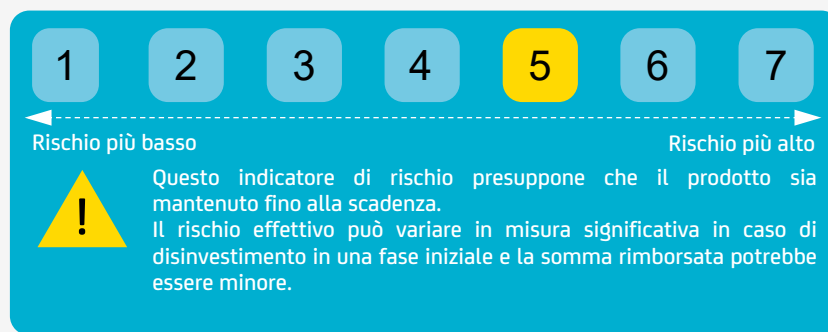 1 2 3 4 5 6 7
Rischio più basso Rischio più alto
!
Questo indicatore di rischio presuppone che il prodotto sia
mantenuto fino alla scadenza.
Il rischio effettivo può variare in misura significativa in caso di
disinvestimento in una fase iniziale e la somma rimborsata potrebbe
essere minore.